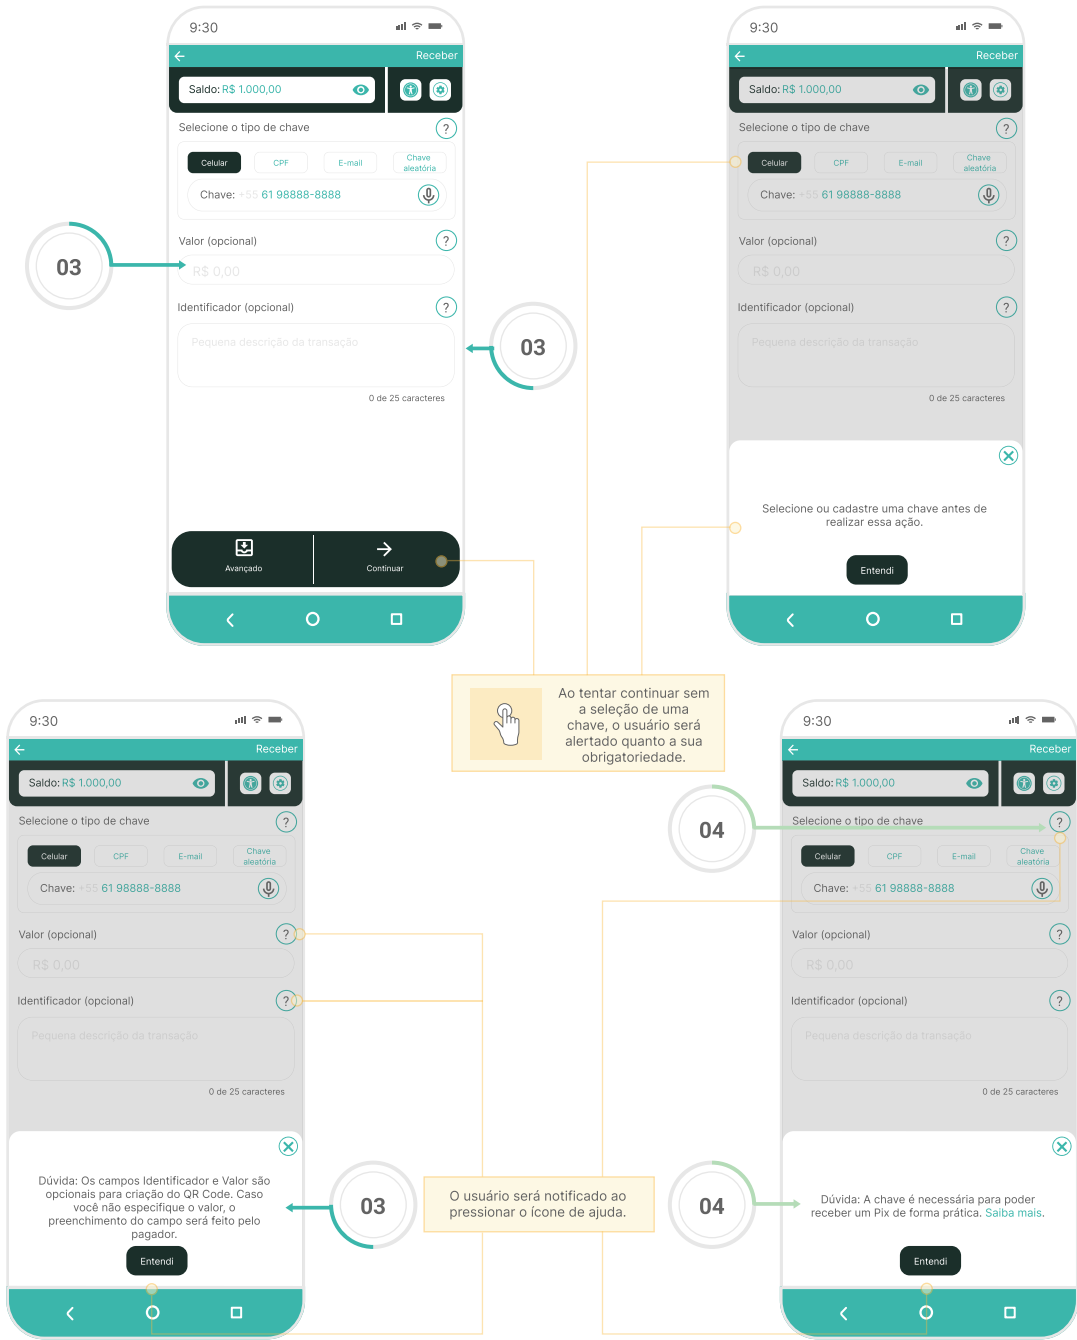 9:30
Receber
Saldo: R$ 1.000,00
Selecione o tipo de chave
?
Celular
CPF
E-mail
Chave
aleatória
Chave: +55 61 98888-8888
Valor (opcional)
?
R$ 0,00
Identificador (opcional)
?
Pequena descrição da transação
0 de 25 caracteres
Avançado
Continuar
03
03
9:30
Receber
Saldo: R$ 1.000,00
Selecione o tipo de chave
?
Celular
CPF
E-mail
Chave
aleatória
Chave: +55 61 98888-8888
Valor (opcional)
?
R$ 0,00
Identificador (opcional)
?
Pequena descrição da transação
0 de 25 caracteres
Selecione ou cadastre uma chave antes de
realizar essa ação.
Entendi
Ao tentar continuar sem
a seleção de uma
chave, o usuário será
alertado quanto a sua
obrigatoriedade.
9:30
Receber
Saldo: R$ 1.000,00
Selecione o tipo de chave
?
Celular
CPF
E-mail
Chave
aleatória
Chave: +55 61 98888-8888
Valor (opcional)
?
R$ 0,00
Identificador (opcional)
?
Pequena descrição da transação
0 de 25 caracteres
Dúvida: Os campos Identificador e Valor são
opcionais para criação do QR Code. Caso
você não especifique o valor, o
preenchimento do campo será feito pelo
pagador.
Entendi
03
O usuário será notificado ao
pressionar o ícone de ajuda.
04
04
9:30
Receber
Saldo: R$ 1.000,00
Selecione o tipo de chave
?
Celular
CPF
E-mail
Chave
aleatória
Chave: +55 61 98888-8888
Valor (opcional)
?
R$ 0,00
Identificador (opcional)
?
Pequena descrição da transação
0 de 25 caracteres
Dúvida: A chave é necessária para poder
receber um Pix de forma prática. Saiba mais.
Entendi